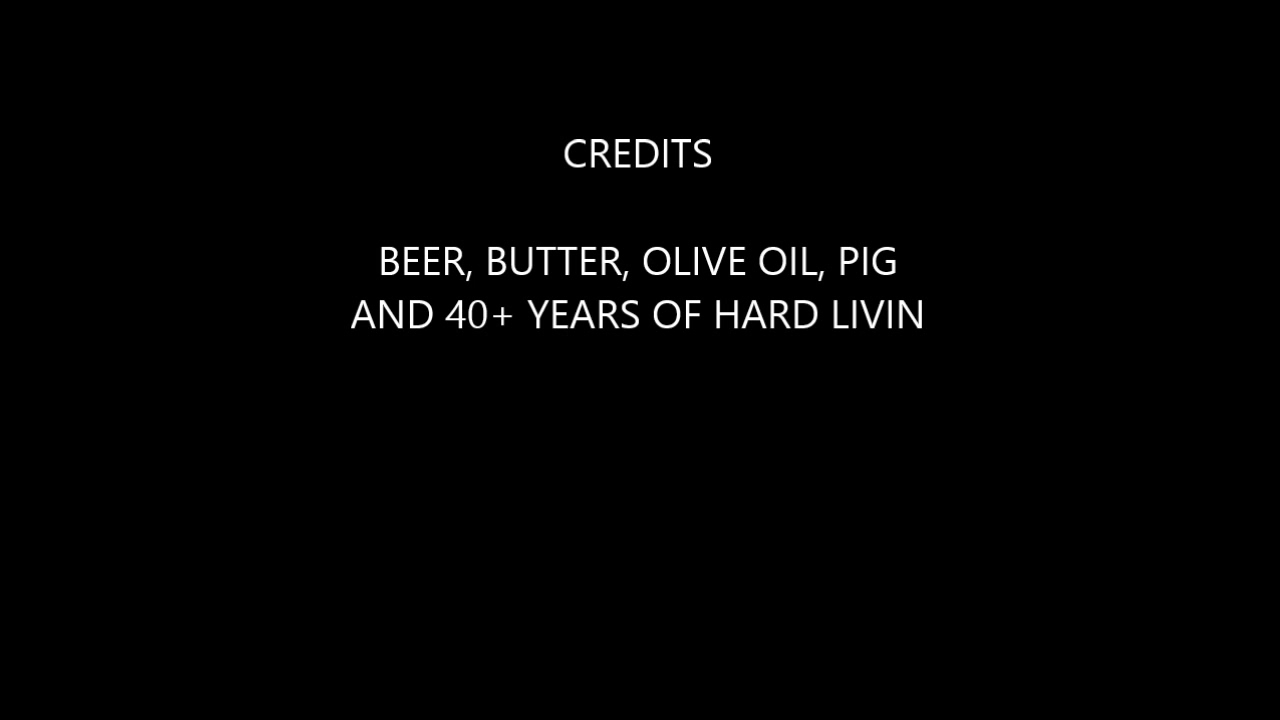 CREDITS
BEER, BUTTER, OLIVE OIL, PIG
AND 40+ YEARS OF HARD LIVIN